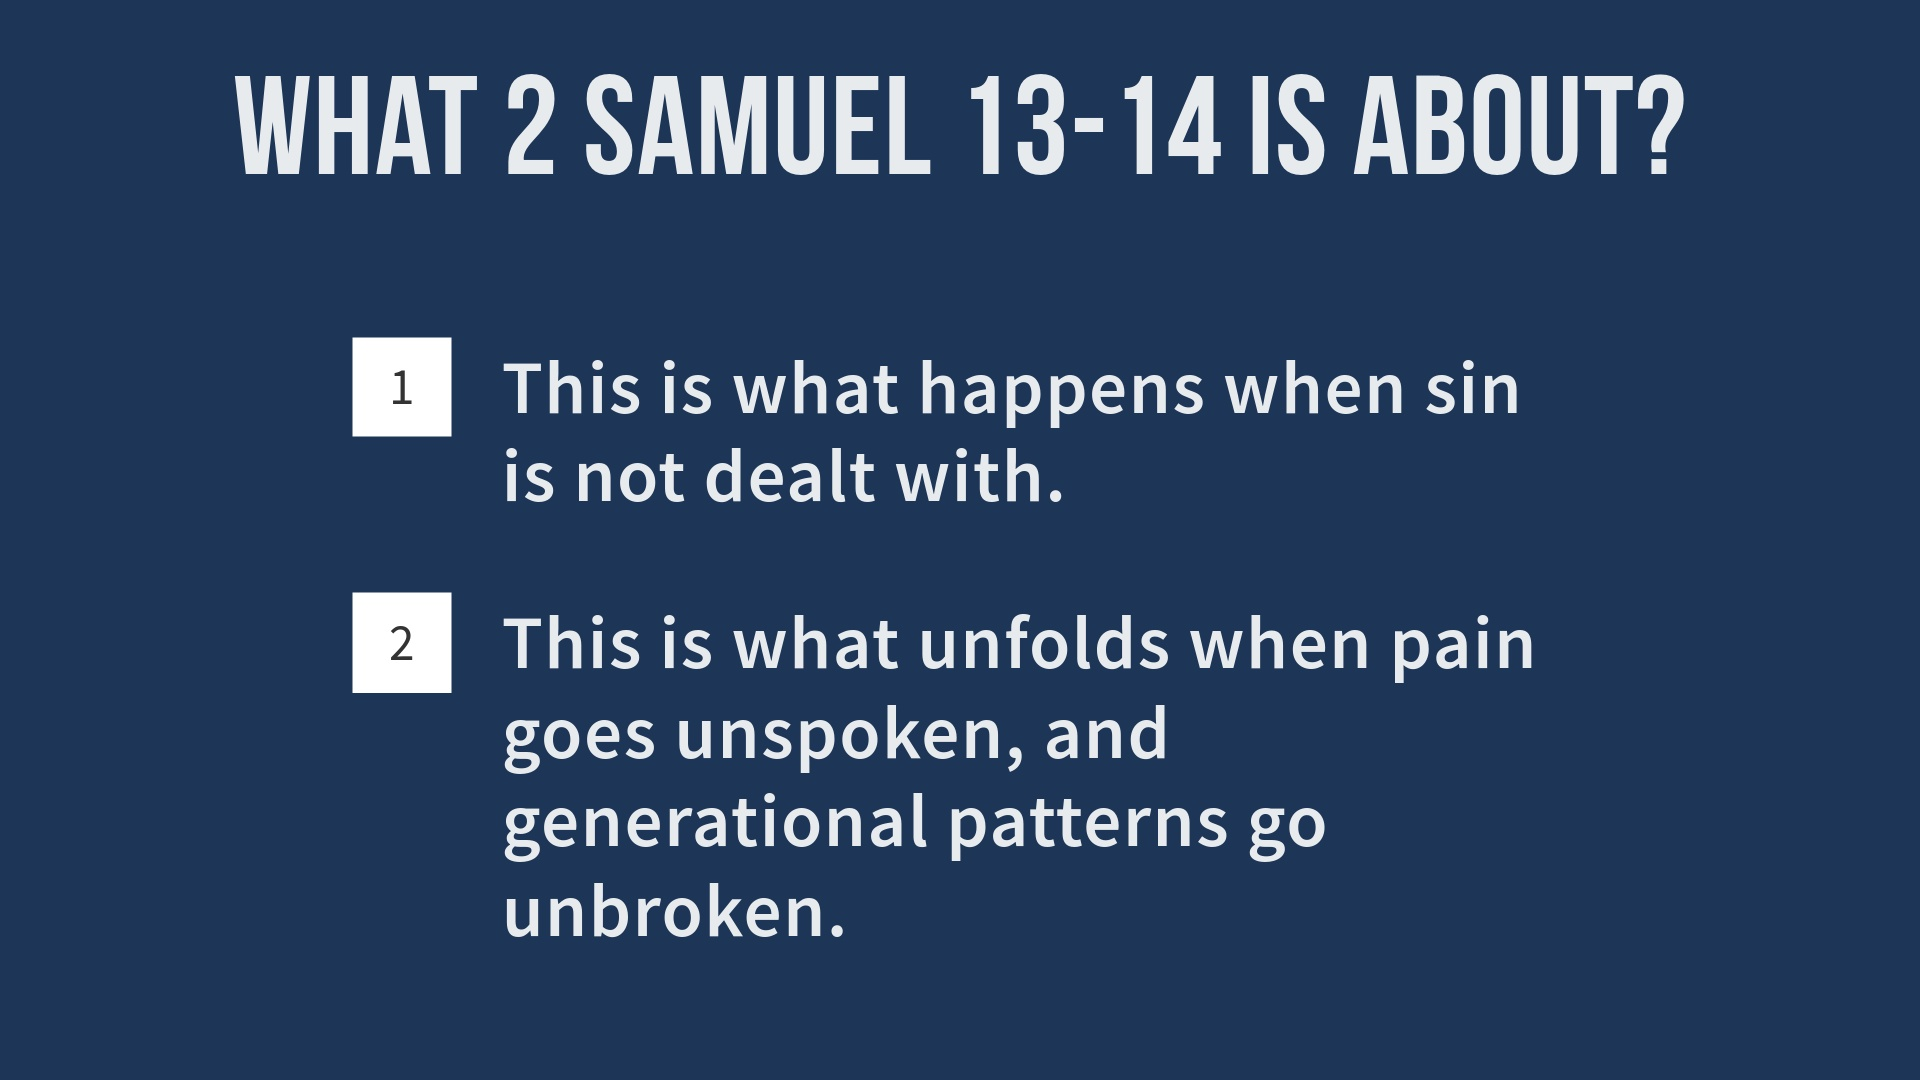 WHAT 2 SAMUEL 13-14 IS ABOUT?
1 This is what happens when sin
is not dealt with.
2 This is what unfolds when pain
goes unspoken, and
generational patterns go
unbroken.